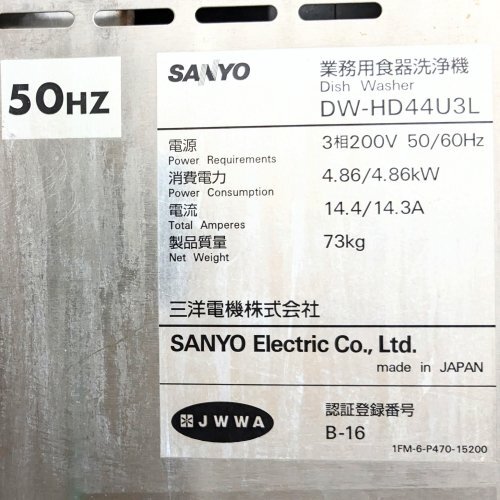 50HZ
SANYO
業務用食器洗浄機
Dish Washer
DW-HD44U3L
電源
Power Requirements
3相200V 50/60Hz
消費電力
Power Consumption
4.86/4.86kW
電流
Total Amperes
14.4/14.3A
製品質量
Net Weight
73kg
三洋電機株式会社
SANYO Electric Co., Ltd.
made in JAPAN
JWWA
認証登録番号
B-16
1FM-6-P470-15200